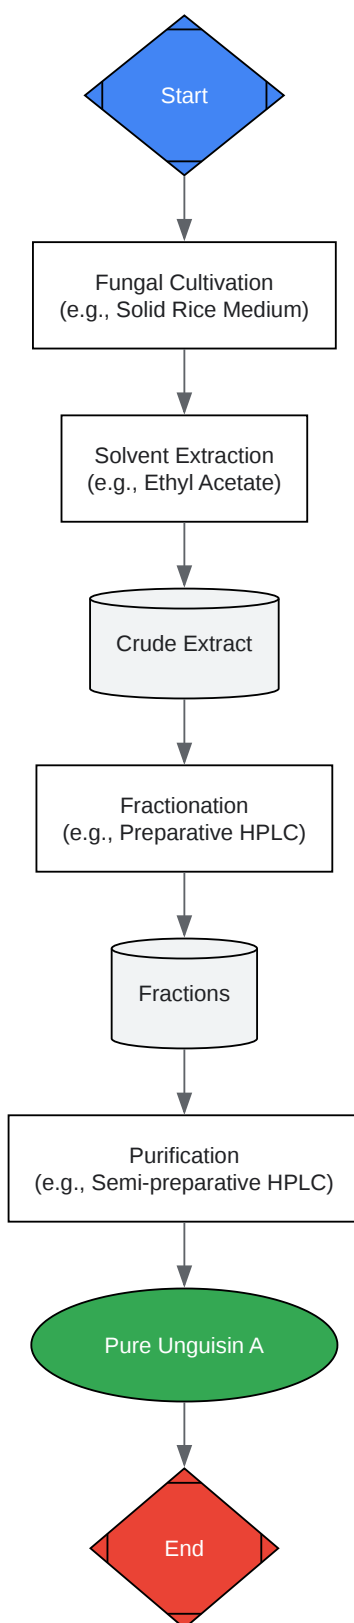 Start
Fungal Cultivation
(e.g., Solid Rice Medium)
Solvent Extraction
(e.g., Ethyl Acetate)
Crude Extract
Fractionation
(e.g., Preparative HPLC)
Fractions
Purification
(e.g., Semi-preparative HPLC)
Pure Unguisin A
End